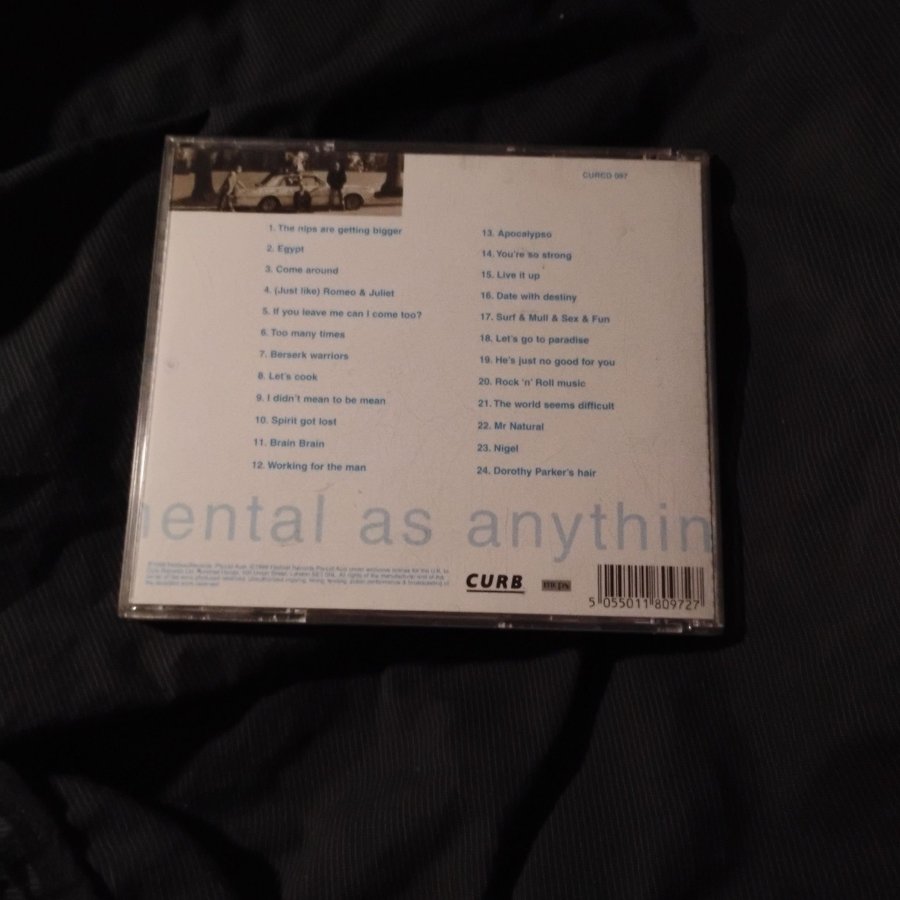 CURCD 097
1. The nips are getting bigger
2. Egypt
3. Come around
4. (Just like) Romeo & Juliet
5. If you leave me can I come too?
6. Too many times
7. Berserk warriors
8. Let's cook
9. I didn't mean to be mean
10. Spirit got lost
11. Brain Brain
12. Working for the man
13. Apocalypso
14. You're so strong
15. Live it up
16. Date with destiny
17. Surf & Mull & Sex & Fun
18. Let's go to paradise
19. He's just no good for you
20. Rock 'n' Roll music
21. The world seems difficult
22. Mr Natural
23. Nigel
24. Dorothy Parker's hair
mental as anythin
CURB
5 055011 809727